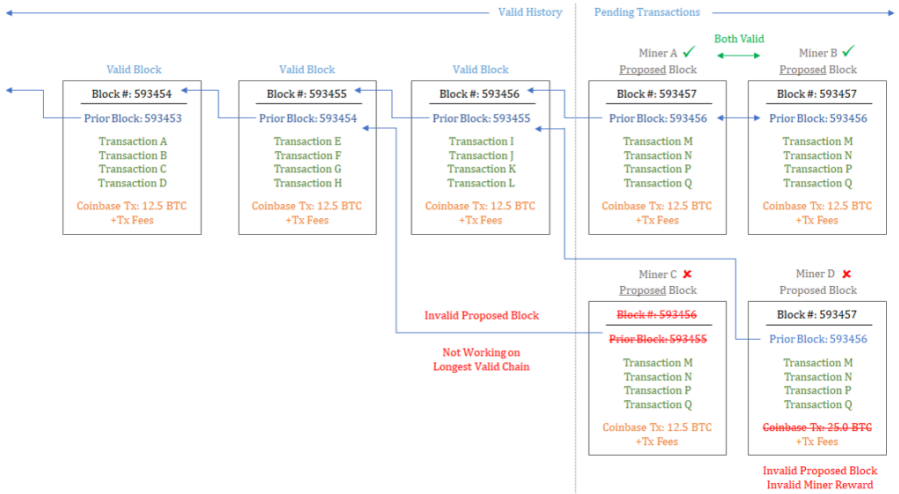 Valid History
Pending Transactions
Both Valid
Miner A
Proposed Block
Miner B
Proposed Block
Valid Block
Block #: 593454
Prior Block: 593453
Transaction A
Transaction B
Transaction C
Transaction D
Coinbase Tx: 12.5 BTC
+Tx Fees
Valid Block
Block #: 593455
Prior Block: 593454
Transaction E
Transaction F
Transaction G
Transaction H
Coinbase Tx: 12.5 BTC
+Tx Fees
Valid Block
Block #: 593456
Prior Block: 593455
Transaction I
Transaction J
Transaction K
Transaction L
Coinbase Tx: 12.5 BTC
+Tx Fees
Block #: 593457
Prior Block: 593456
Transaction M
Transaction N
Transaction P
Transaction Q
Coinbase Tx: 12.5 BTC
+Tx Fees
Block #: 593457
Prior Block: 593456
Transaction M
Transaction N
Transaction P
Transaction Q
Coinbase Tx: 12.5 BTC
+Tx Fees
Invalid Proposed Block
Not Working on
Longest Valid Chain
Miner C
Proposed Block
Block #: 593456
Prior Block: 593455
Transaction M
Transaction N
Transaction P
Transaction Q
Coinbase Tx: 12.5 BTC
+Tx Fees
Miner D
Proposed Block
Block #: 593457
Prior Block: 593456
Transaction M
Transaction N
Transaction P
Transaction Q
Coinbase Tx: 25.0 BTC
+Tx Fees
Invalid Proposed Block
Invalid Miner Reward